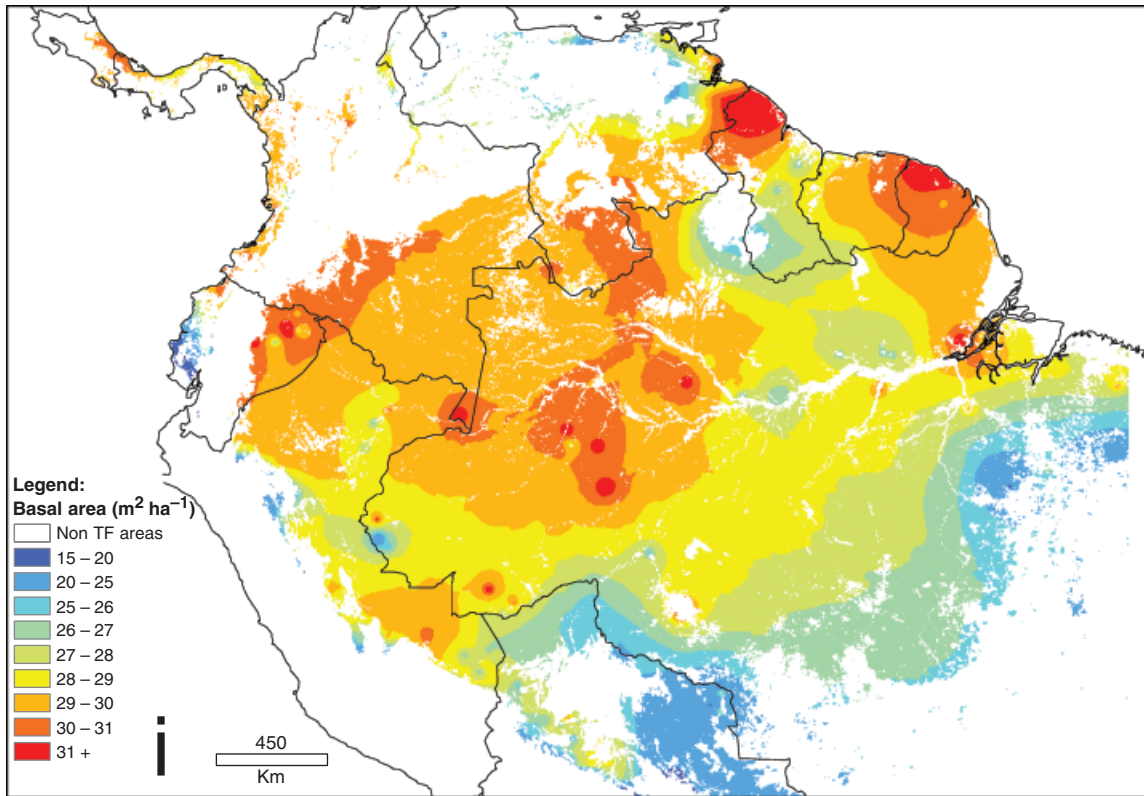 Legend:
Basal area (m² ha⁻¹)
Non TF areas
15 – 20
20 – 25
25 – 26
26 – 27
27 – 28
28 – 29
29 – 30
30 – 31
31 +
450
Km